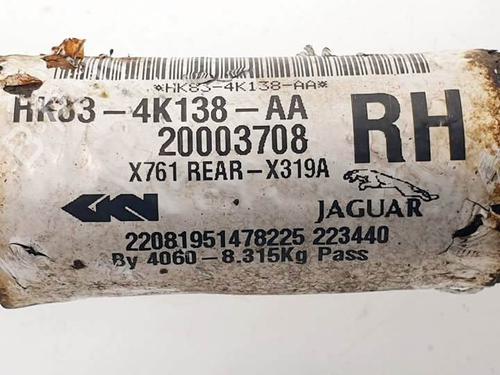 *HK83-4K138-AA*
HK83-4K138-AA
RH
20003708
X761 REAR-X319A
GKN
JAGUAR
22081951478225 223440
By 4060-8.315Kg Pass